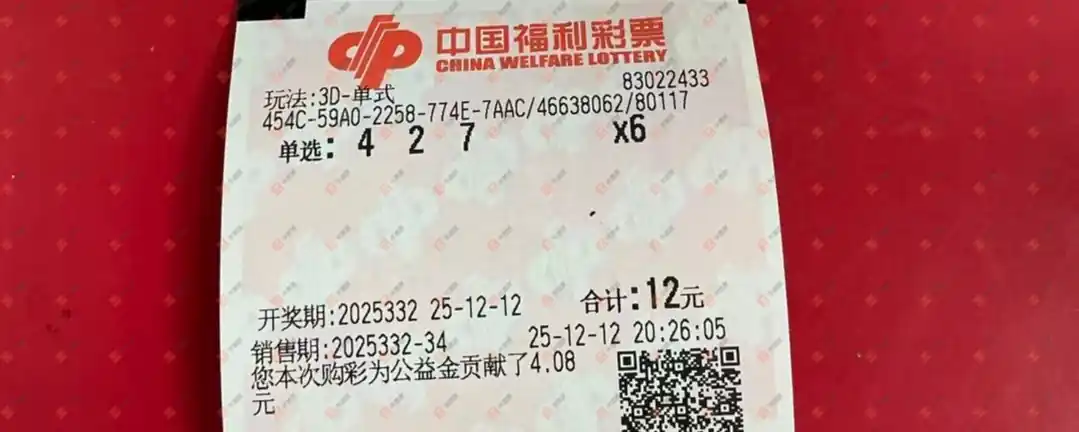 中国福利彩票
CHINA WELFARE LOTTERY
83022433
玩法:3D-单式
454C-59A0-2258-774E-7AAC/46638062/80117
单选: 4 2 7 X6
开奖期:2025332 25-12-12 合计:12元
销售期:2025332-34 25-12-12 20:26:05
您本次购彩为公益金贡献了4.08
元